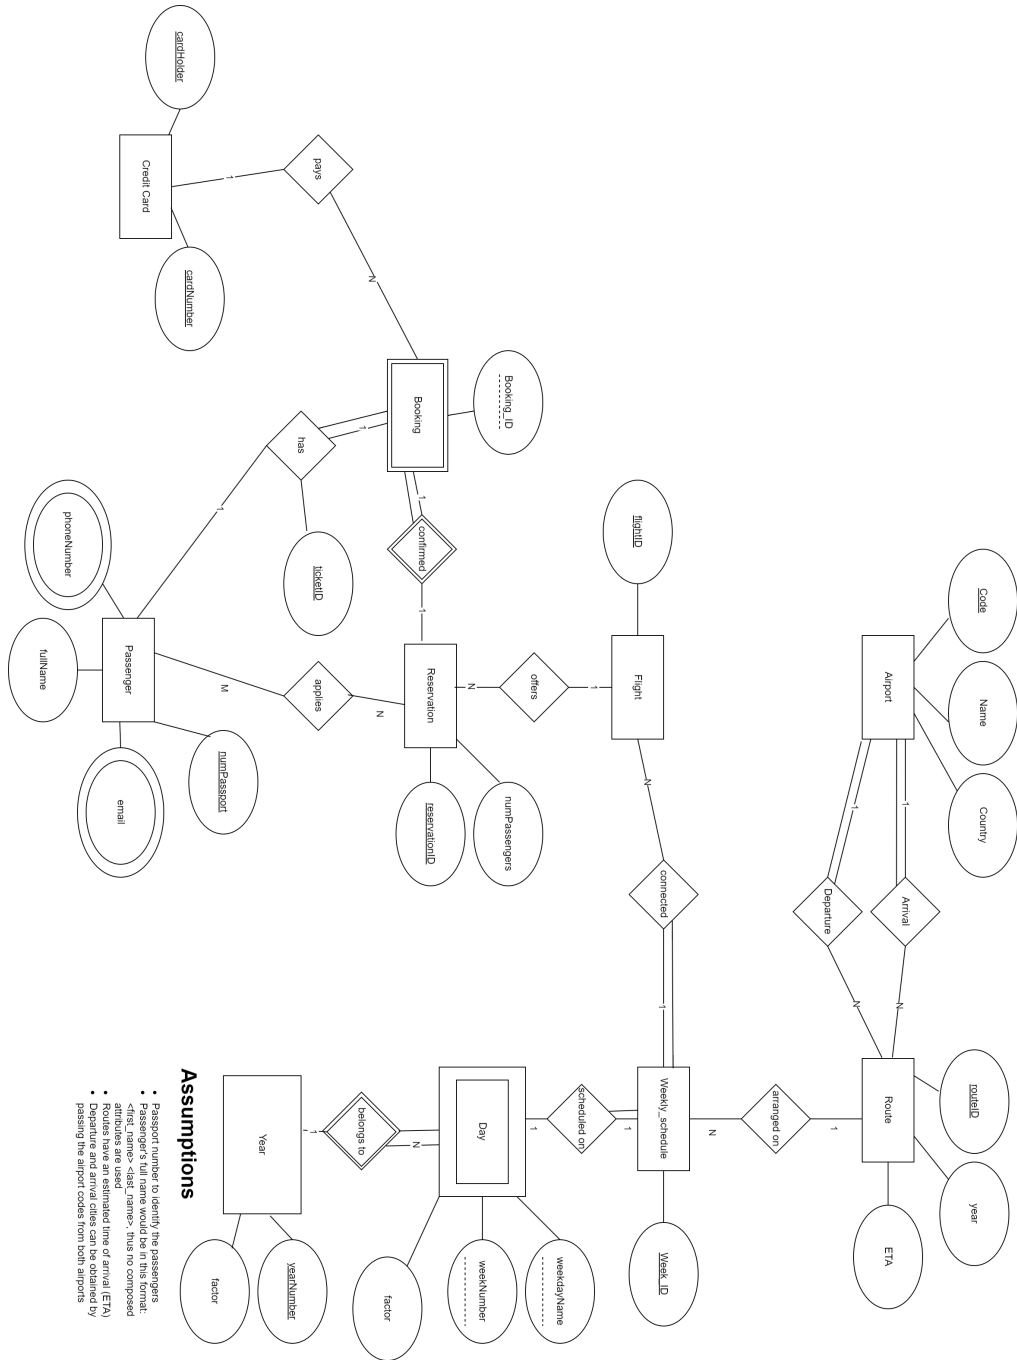 Code
Name
Country
routeID
year
Airport
1
Arrival
N
Route
ETA
1
Departure
N
1
arranged on
N
flightID
Flight
N
connected
1
Weekly_schedule
Week_ID
1
offers
N
1
scheduled on
1
Booking_ID
numPassengers
weekdayName
Booking
1
confirmed
1
Reservation
reservationID
Day
weekNumber
factor
N
pays
1
1
has
ticketID
M
applies
N
N
belongs to
1
cardHolder
Credit Card
cardNumber
1
numPassport
Year
yearNumber
factor
phoneNumber
Passenger
email
fullName
Assumptions
• Passport number to identify the passengers
• Passenger's full name would be in this format:
<first_name> <last_name>, thus no composed
attributes are used
• Routes have an estimated time of arrival (ETA)
• Departure and arrival cities can be obtained by
passing the airport codes from both airports